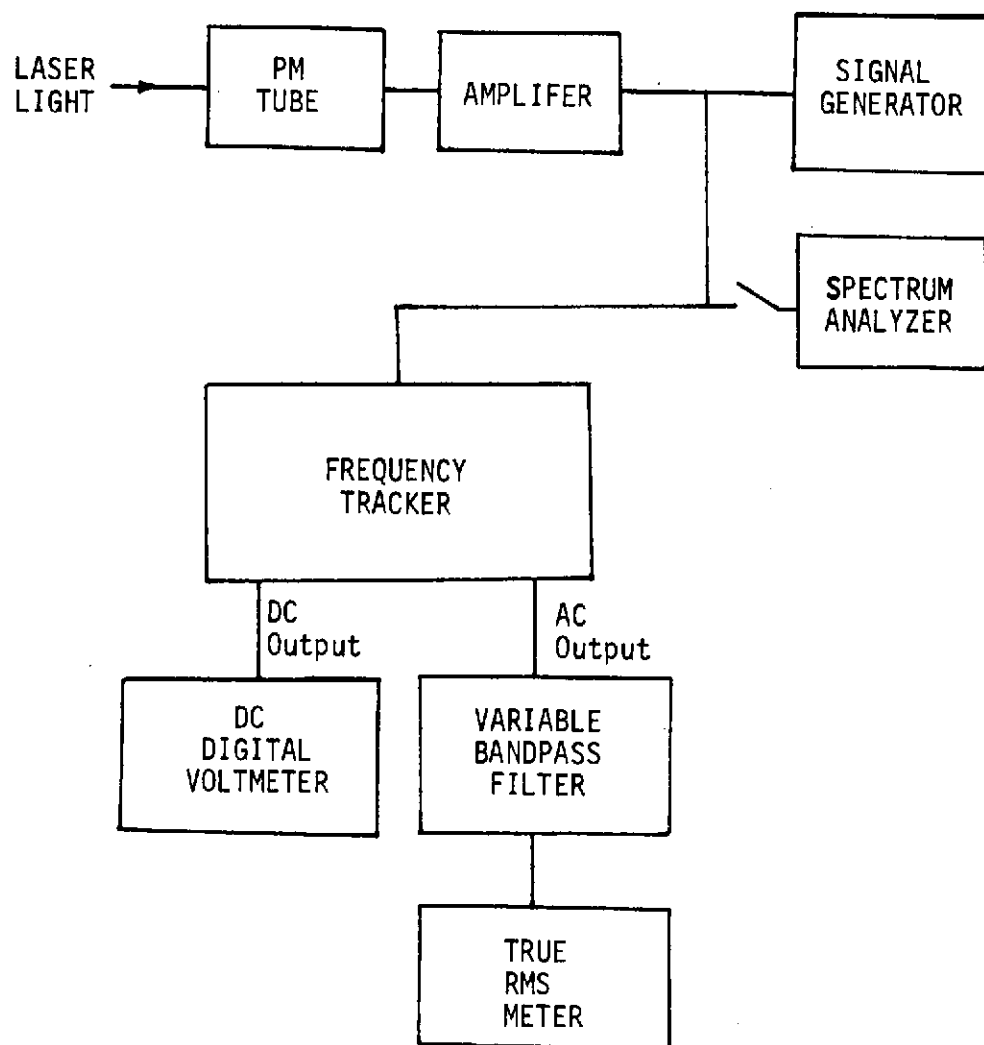 LASER
LIGHT
PM
TUBE
AMPLIFER
SIGNAL
GENERATOR
SPECTRUM
ANALYZER
FREQUENCY
TRACKER
DC
Output
AC
Output
DC
DIGITAL
VOLTMETER
VARIABLE
BANDPASS
FILTER
TRUE
RMS
METER